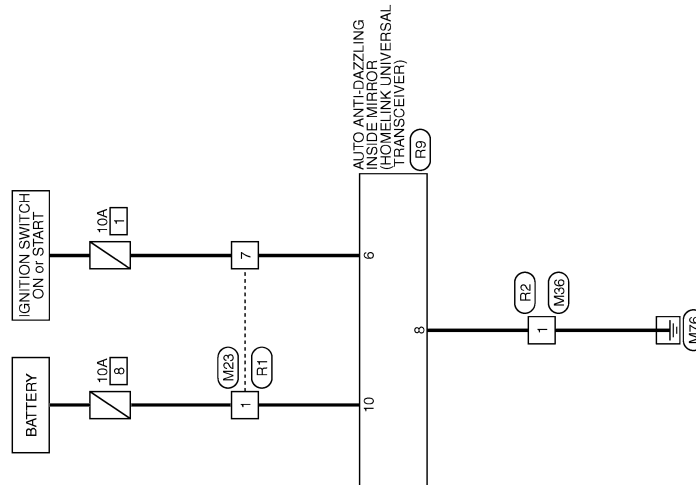 IGNITION SWITCH
ON or START
BATTERY
10A
1
10A
8
7
1
M23
R1
AUTO ANTI-DAZZLING
INSIDE MIRROR
(HOMELINK UNIVERSAL
TRANSCEIVER)
R9
6
10
8
R2
1
M36
M76